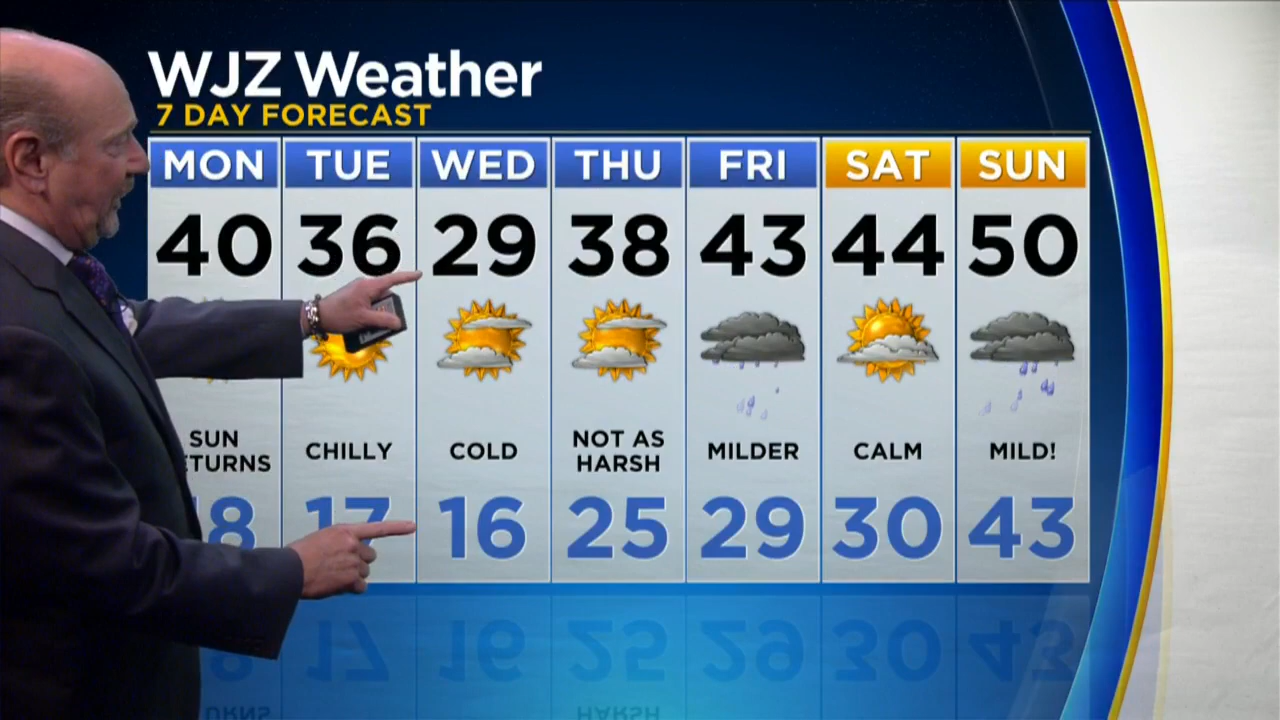 WJZ Weather
7 DAY FORECAST
MON TUE WED THU FRI SAT SUN
40 36 29 38 43 44 50
SUN
CHILLY COLD NOT AS HARSH MILDER CALM MILD!
17 16 25 29 30 43